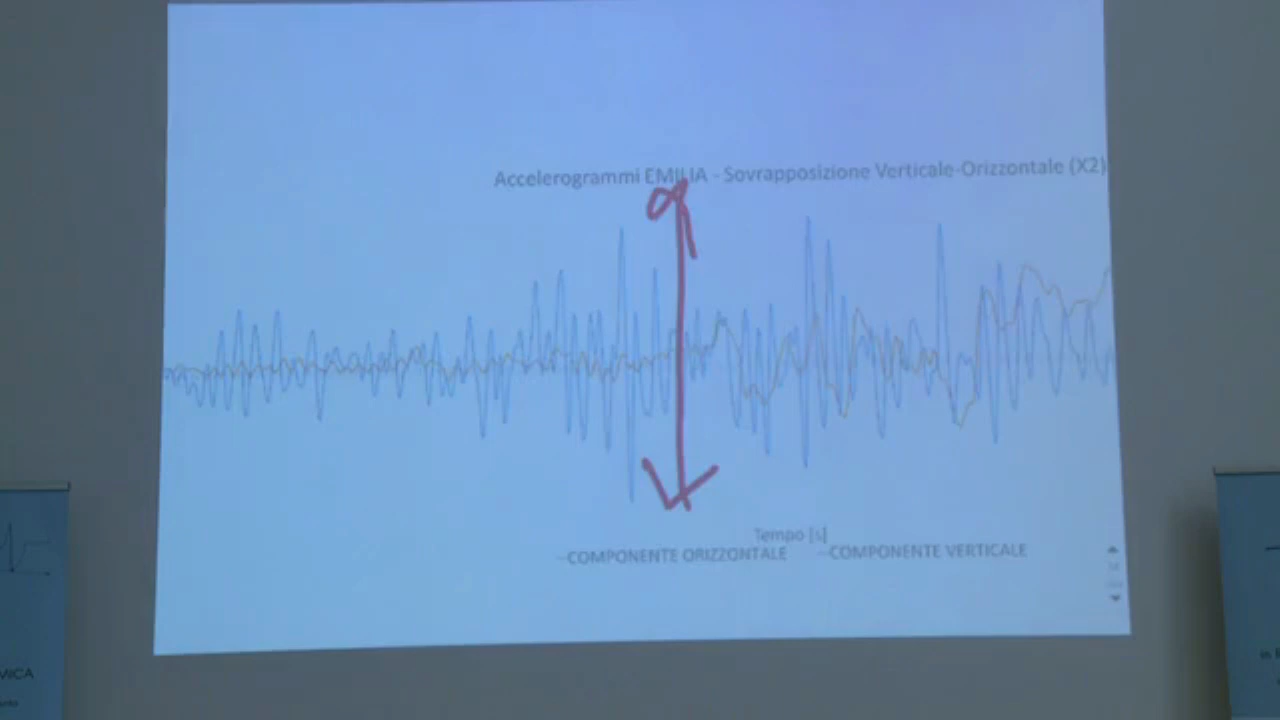 Accelerogrammi EMILIA - Sovrapposizione Verticale-Orizzontale (X2)
Tempo [s]
COMPONENTE ORIZZONTALE COMPONENTE VERTICALE